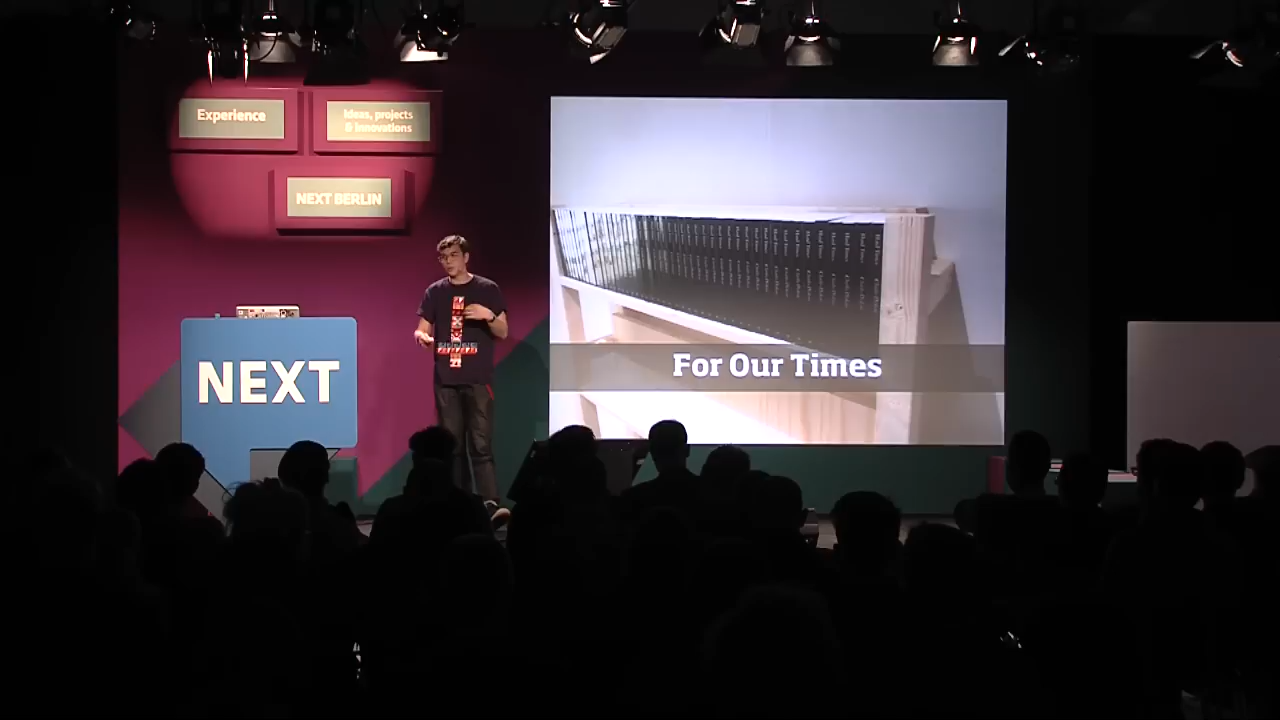 Experience
Ideas, projects
& innovations
NEXT BERLIN
NEXT
For Our Times